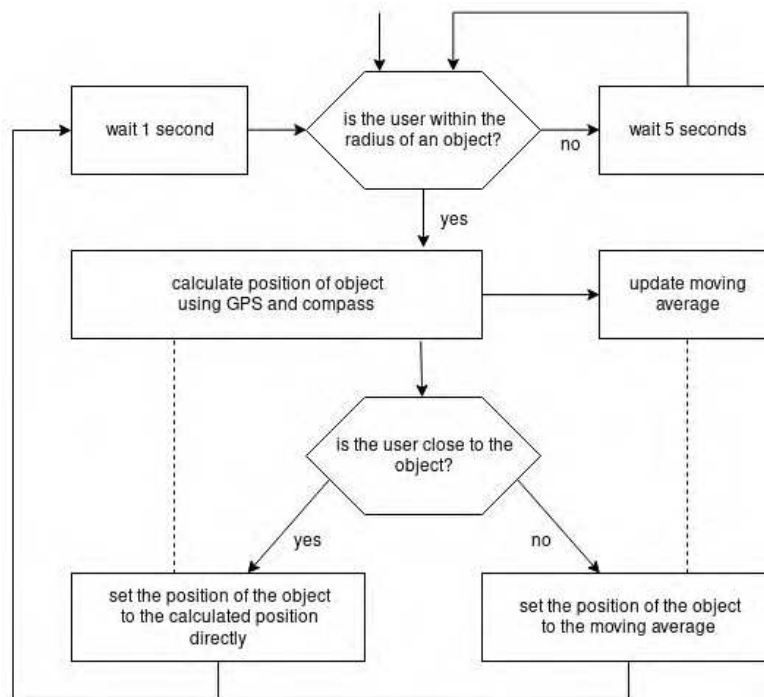 wait 1 second
is the user within the
radius of an object?
no
wait 5 seconds
yes
calculate position of object
using GPS and compass
update moving
average
is the user close to the
object?
yes
no
set the position of the object
to the calculated position
directly
set the position of the object
to the moving average